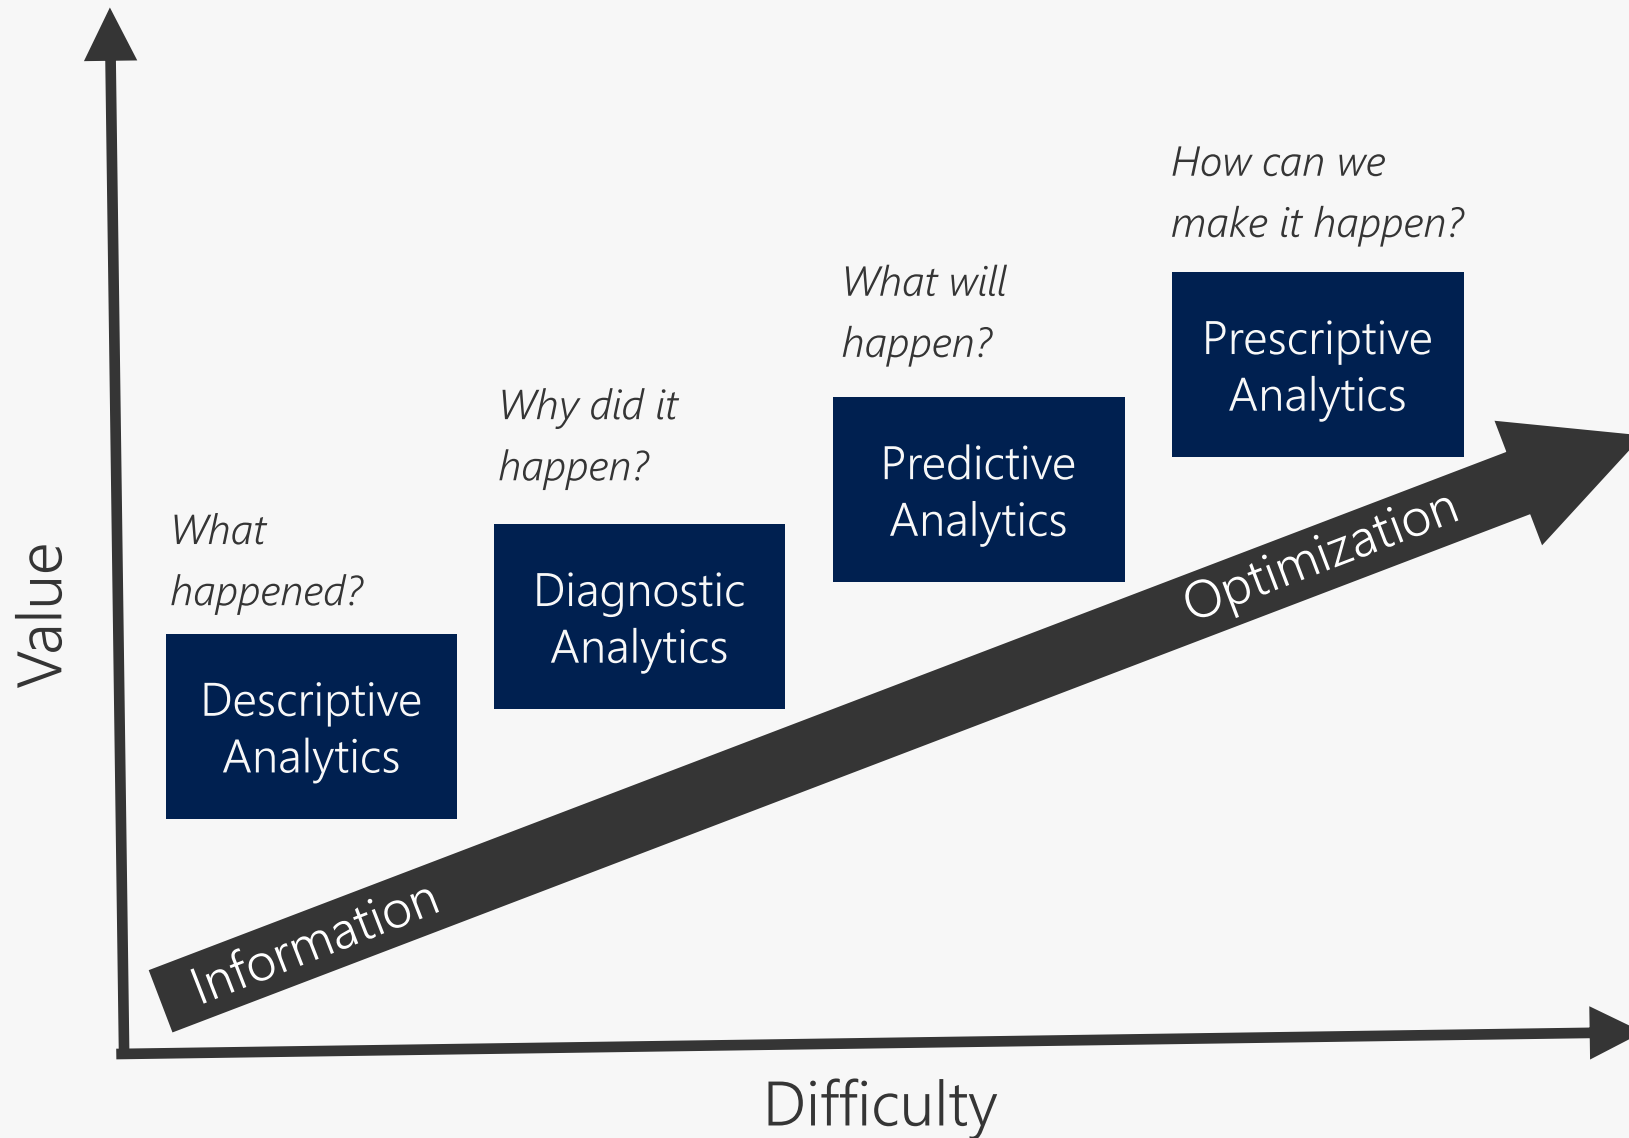 How can we
make it happen?
What will
happen?
Prescriptive
Analytics
Why did it
happen?
Predictive
Analytics
What
happened?
Diagnostic
Analytics
Optimization
Value
Descriptive
Analytics
Information
Difficulty